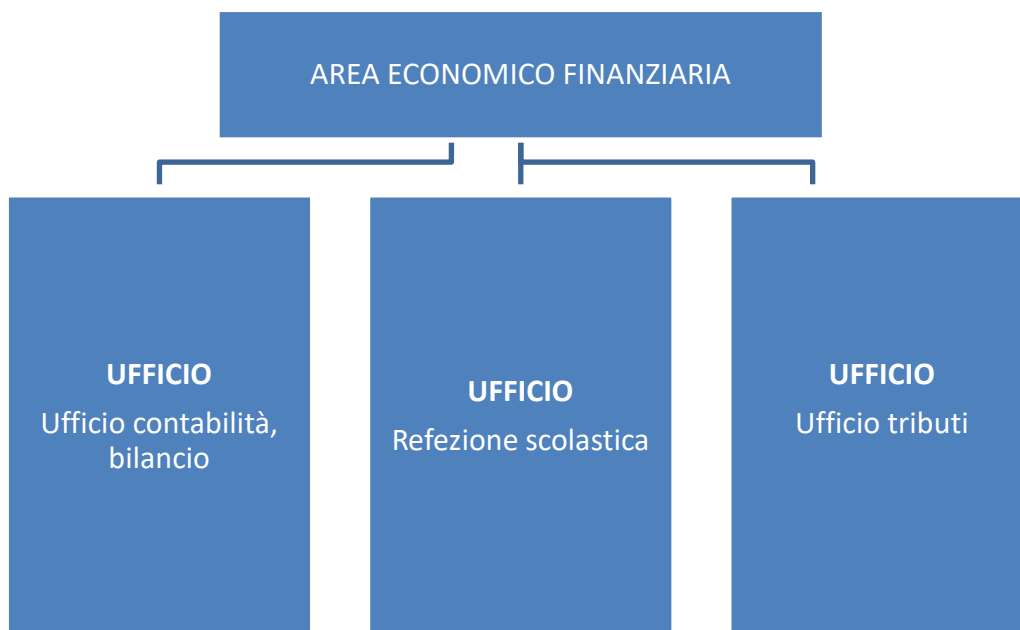 AREA ECONOMICO FINANZIARIA
UFFICIO
Ufficio contabilità,
bilancio
UFFICIO
Refezione scolastica
UFFICIO
Ufficio tributi